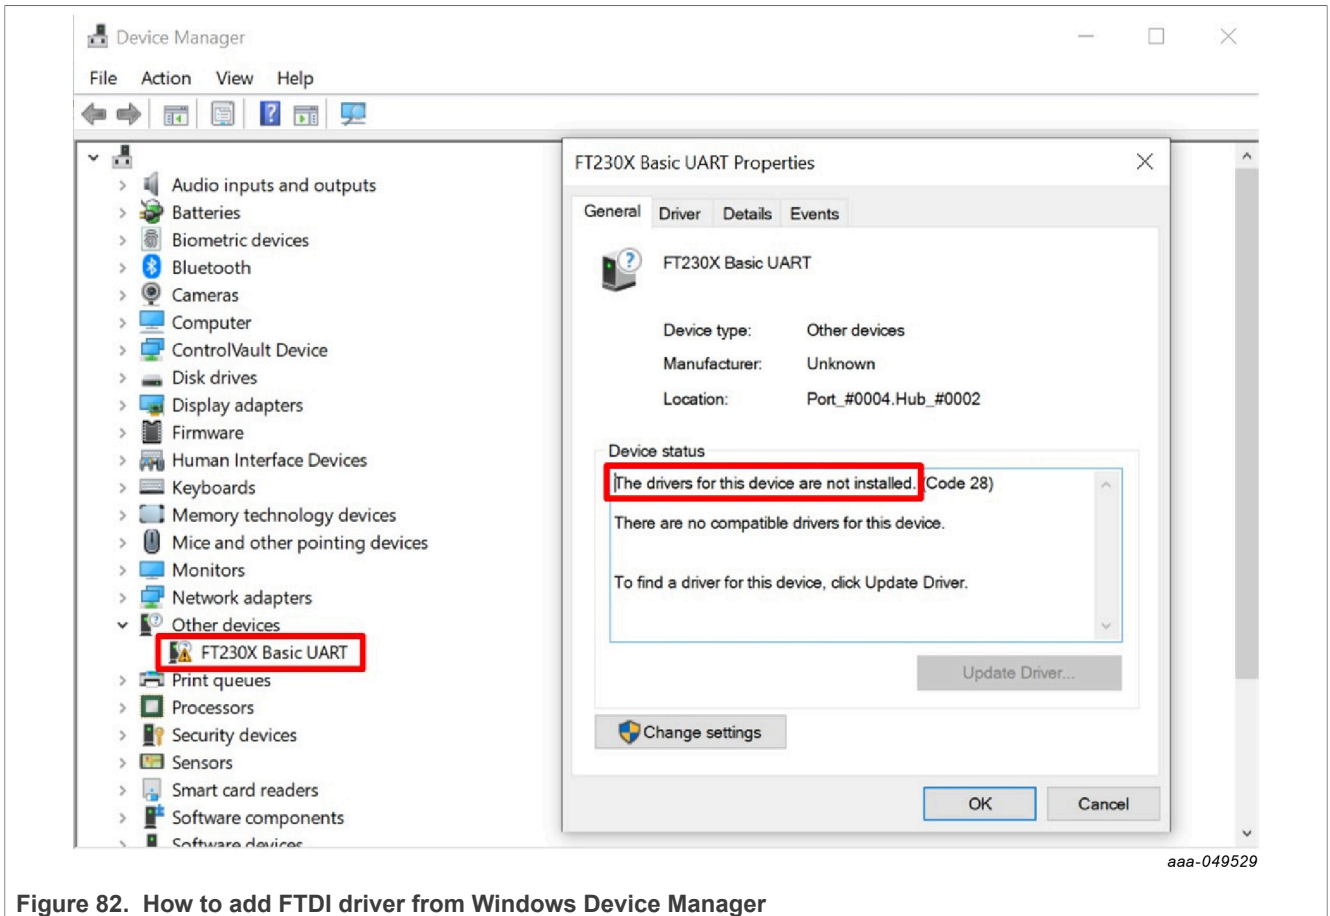 Device Manager
File Action View Help
Audio inputs and outputs
Batteries
Biometric devices
Bluetooth
Cameras
Computer
ControlVault Device
Disk drives
Display adapters
Firmware
Human Interface Devices
Keyboards
Memory technology devices
Mice and other pointing devices
Monitors
Network adapters
Other devices
FT230X Basic UART
Print queues
Processors
Security devices
Sensors
Smart card readers
Software components
Software devices
FT230X Basic UART Properties
General Driver Details Events
FT230X Basic UART
Device type: Other devices
Manufacturer: Unknown
Location: Port_#0004.Hub_#0002
Device status
The drivers for this device are not installed. (Code 28)
There are no compatible drivers for this device.
To find a driver for this device, click Update Driver.
Update Driver...
Change settings
OK Cancel
aaa-049529
Figure 82. How to add FTDI driver from Windows Device Manager